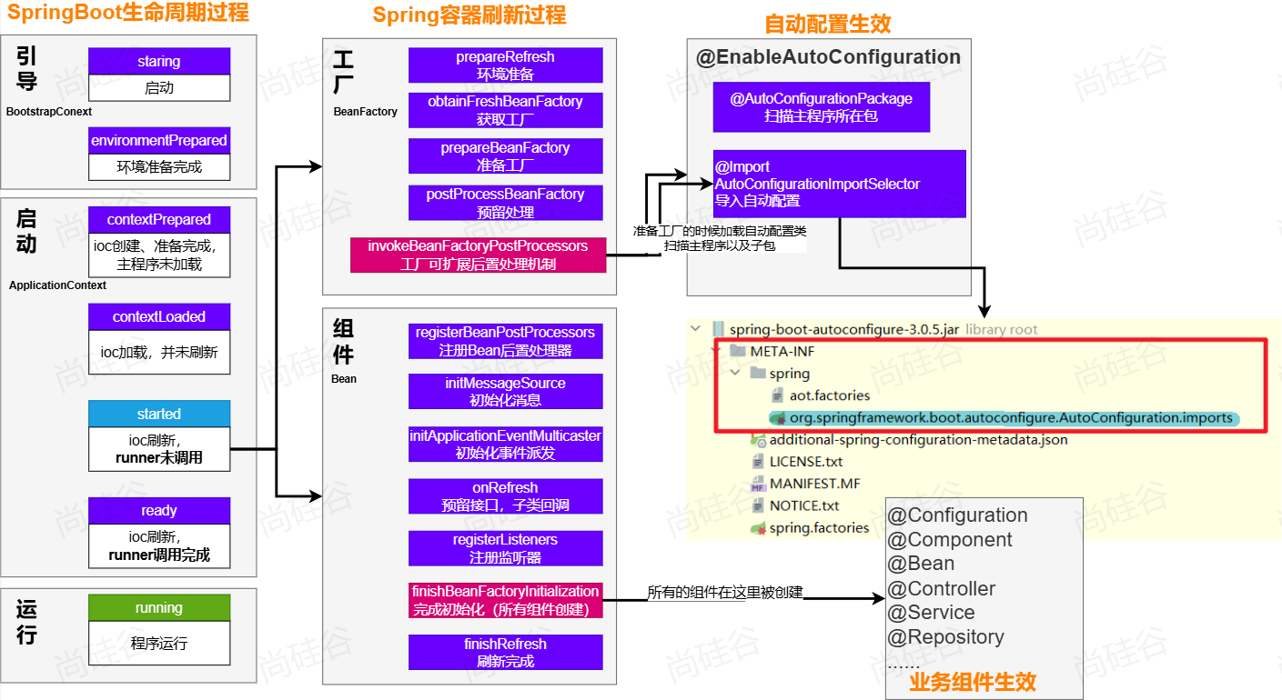 SpringBoot生命周期过程
引导
BootstrapConext
staring
启动
environmentPrepared
环境准备完成
启动
ApplicationContext
contextPrepared
ioc创建、准备完成，
主程序未加载
contextLoaded
ioc加载，并未刷新
started
ioc刷新，
runner未调用
ready
ioc刷新，
runner调用完成
运行
running
程序运行
Spring容器刷新过程
工厂
BeanFactory
prepareRefresh
环境准备
obtainFreshBeanFactory
获取工厂
prepareBeanFactory
准备工厂
postProcessBeanFactory
预留处理
invokeBeanFactoryPostProcessors
工厂可扩展后置处理机制
组件
Bean
registerBeanPostProcessors
注册Bean后置处理器
initMessageSource
初始化消息
initApplicationEventMulticaster
初始化事件派发
onRefresh
预留接口，子类回调
registerListeners
注册监听器
finishBeanFactoryInitialization
完成初始化（所有组件创建）
finishRefresh
刷新完成
自动配置生效
@EnableAutoConfiguration
@AutoConfigurationPackage
扫描主程序所在包
@Import
AutoConfigurationImportSelector
导入自动配置
准备工厂的时候加载自动配置类
扫描主程序以及子包
spring-boot-autoconfigure-3.0.5.jar library root
META-INF
spring
aot.factories
org.springframework.boot.autoconfigure.AutoConfiguration.imports
additional-spring-configuration-metadata.json
LICENSE.txt
MANIFEST.MF
NOTICE.txt
spring.factories
所有的组件在这里被创建
@Configuration
@Component
@Bean
@Controller
@Service
@Repository
......
业务组件生效
尚硅谷